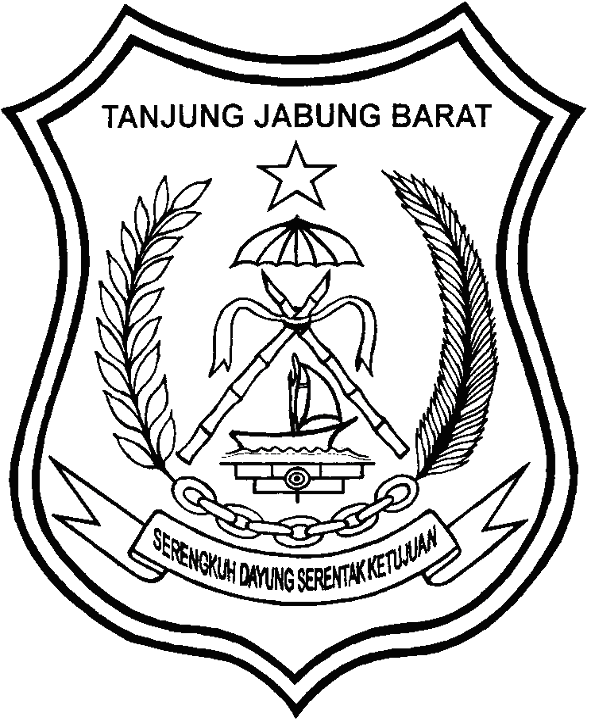 TANJUNG JABUNG BARAT
SERENGKUH DAYUNG SERENTAK KETUJUAN